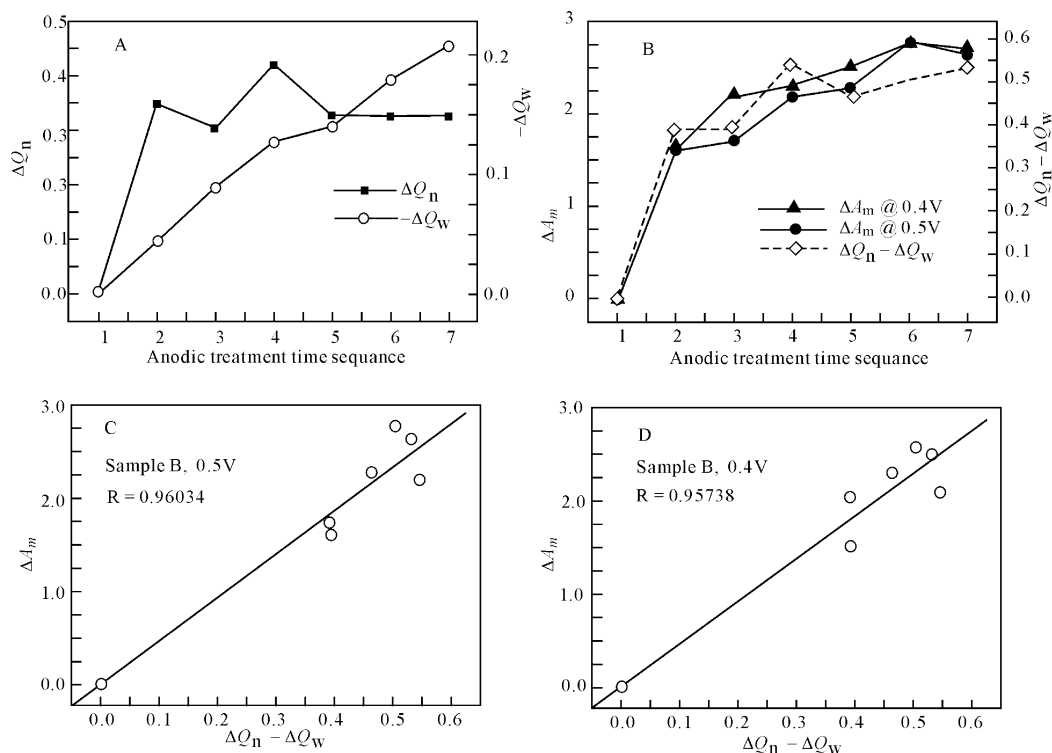 A
0.5
0.4
0.3
0.3
0.1
0.0
ΔQn
0.2
0.1
0.0
-ΔQw
ΔQn
-ΔQw
1 2 3 4 5 6 7
Anodic treatment time sequance
B
3
2
1
0
ΔAm
0.6
0.5
0.4
0.3
0.6
0.1
0.0
ΔQn - ΔQw
ΔAm @ 0.4V
ΔAm @ 0.5V
ΔQn - ΔQw
1 2 3 4 5 6 7
Anodic treatment time sequance
C
Sample B, 0.5V
R = 0.96034
3.0
2.0
1.0
0.0
ΔAm
0.0 0.1 0.2 0.3 0.4 0.5 0.6
ΔQn - ΔQw
D
Sample B, 0.4V
R = 0.95738
3.0
2.0
1.0
0.0
ΔAm
0.0 0.1 0.2 0.3 0.4 0.5 0.6
ΔQn - ΔQw